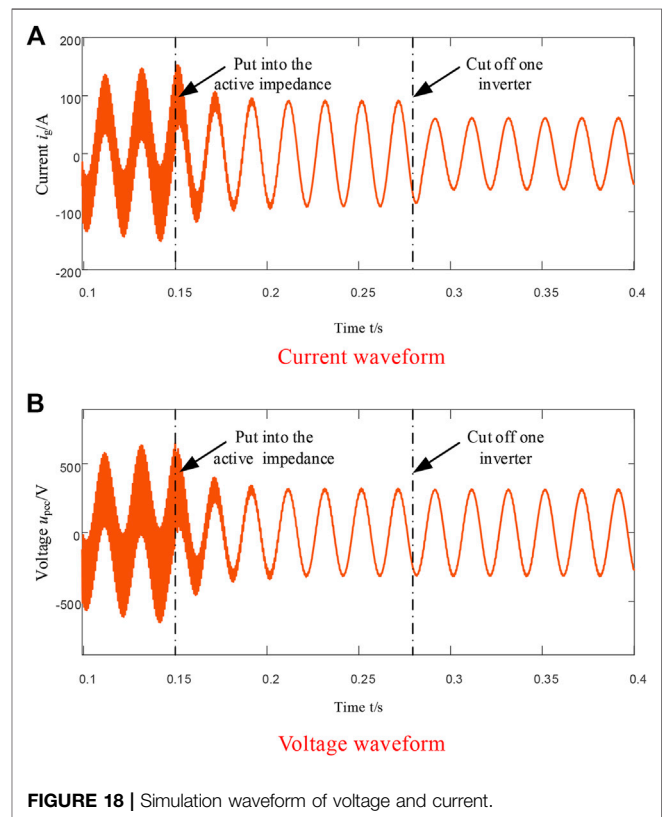 A
200
100
0
-100
-200
Current ig/A
Put into the
active impedance
Cut off one
inverter
0.1 0.15 0.2 0.25 0.3 0.35 0.4
Time t/s
Current waveform
B
500
0
-500
Voltage upcc/V
Put into the
active impedance
Cut off one
inverter
0.1 0.15 0.2 0.25 0.3 0.35 0.4
Time t/s
Voltage waveform
FIGURE 18 | Simulation waveform of voltage and current.